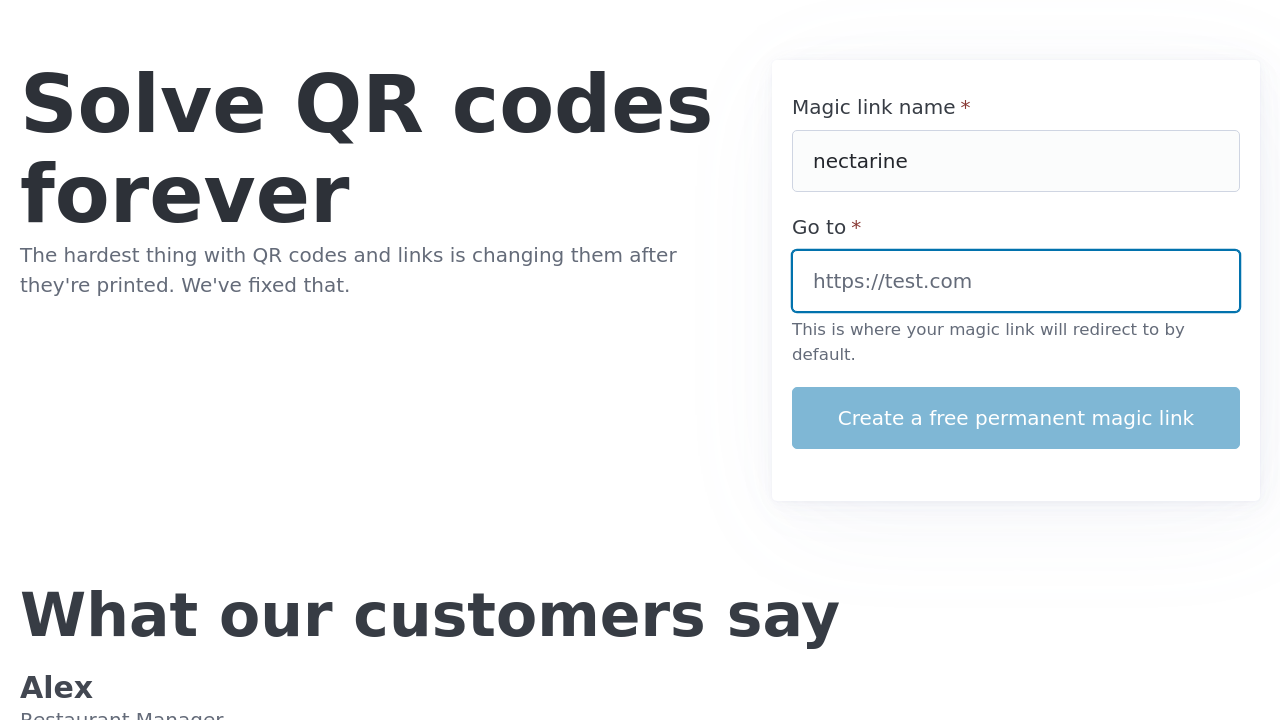 Solve QR codes
forever
The hardest thing with QR codes and links is changing them after
they're printed. We've fixed that.
Magic link name *
nectarine
Go to *
https://test.com
This is where your magic link will redirect to by
default.
Create a free permanent magic link
What our customers say
Alex
Restaurant Manager